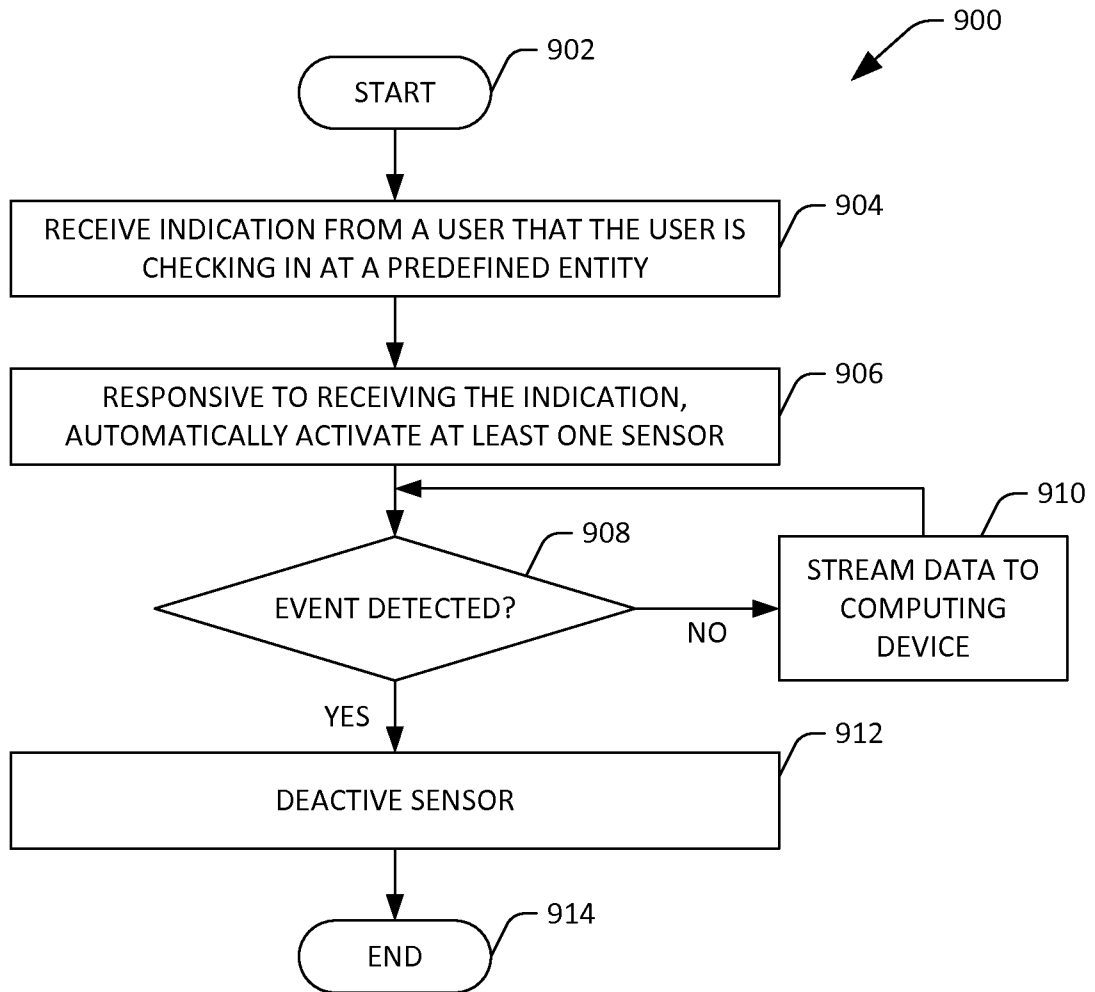 900
902
START
904
RECEIVE INDICATION FROM A USER THAT THE USER IS
CHECKING IN AT A PREDEFINED ENTITY
906
RESPONSIVE TO RECEIVING THE INDICATION,
AUTOMATICALLY ACTIVATE AT LEAST ONE SENSOR
908
EVENT DETECTED?
NO
910
STREAM DATA TO
COMPUTING
DEVICE
YES
912
DEACTIVE SENSOR
914
END